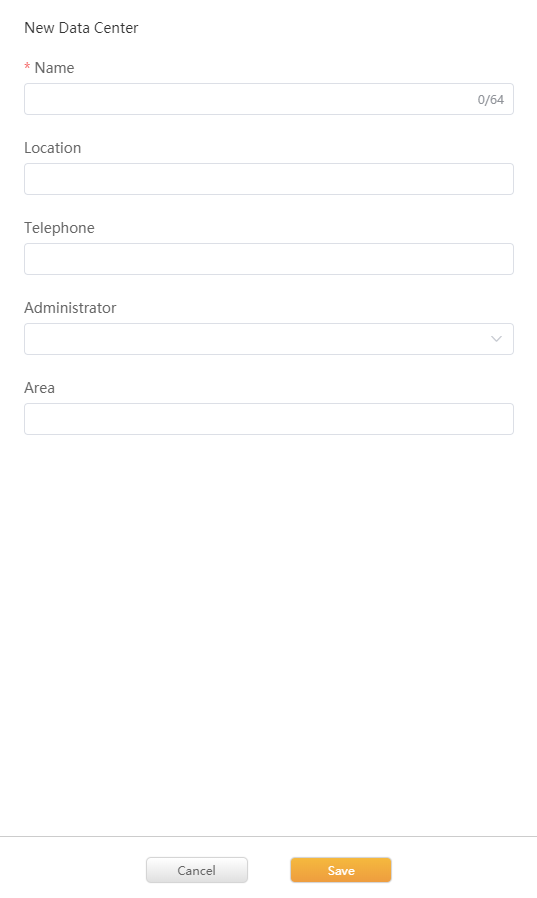 New Data Center
* Name
0/64
Location
Telephone
Administrator
Area
Cancel
Save